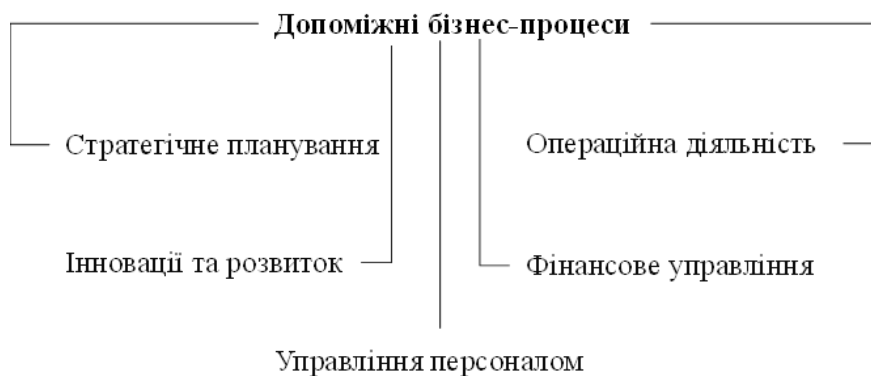 Допоміжні бізнес-процеси
Стратегічне планування
Операційна діяльність
Інновації та розвиток
Фінансове управління
Управління персоналом